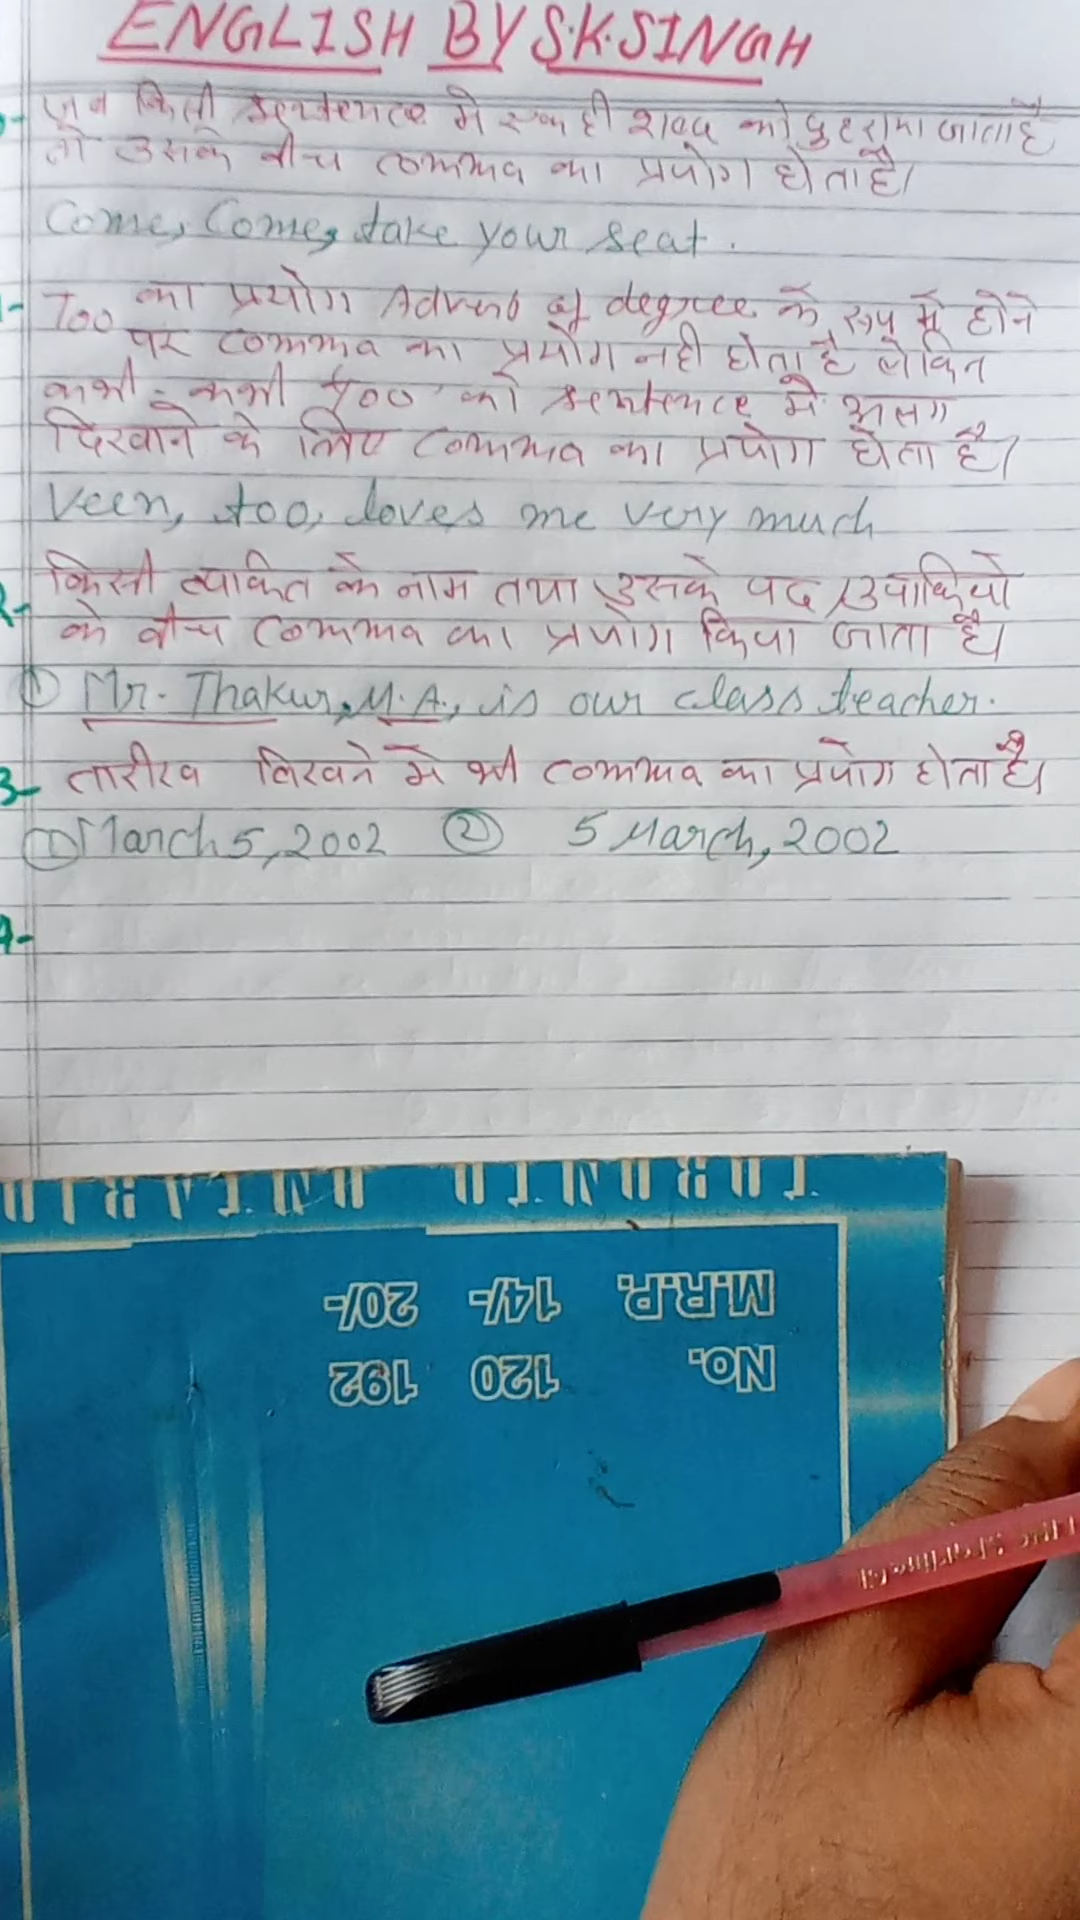 ENGLISH BY S.K.SINGH
जब किसी sentence मे एक ही शब्द को दुहराया जाता है
तो उसके बीच comma का प्रयोग होता है।
Come, Come, take your seat.
1- Too का प्रयोग Adverb of degree के रूप में होने
पर comma का प्रयोग नही होता है लेकिन
कभी-कभी too को sentence में अलग
दिखाने के लिए comma का प्रयोग होता है।
Veen, too, loves me very much
2- किसी व्यक्ति के नाम तथा उसके पद/उपाधियो
के बीच comma का प्रयोग किया जाता है।
① Mr. Thakur, M.A., is our class teacher.
3- तारीख लिखने मे भी comma का प्रयोग होता है।
① March 5, 2002 ② 5 March, 2002
4-
M.R.P. 14/- 20/-
No. 120 192